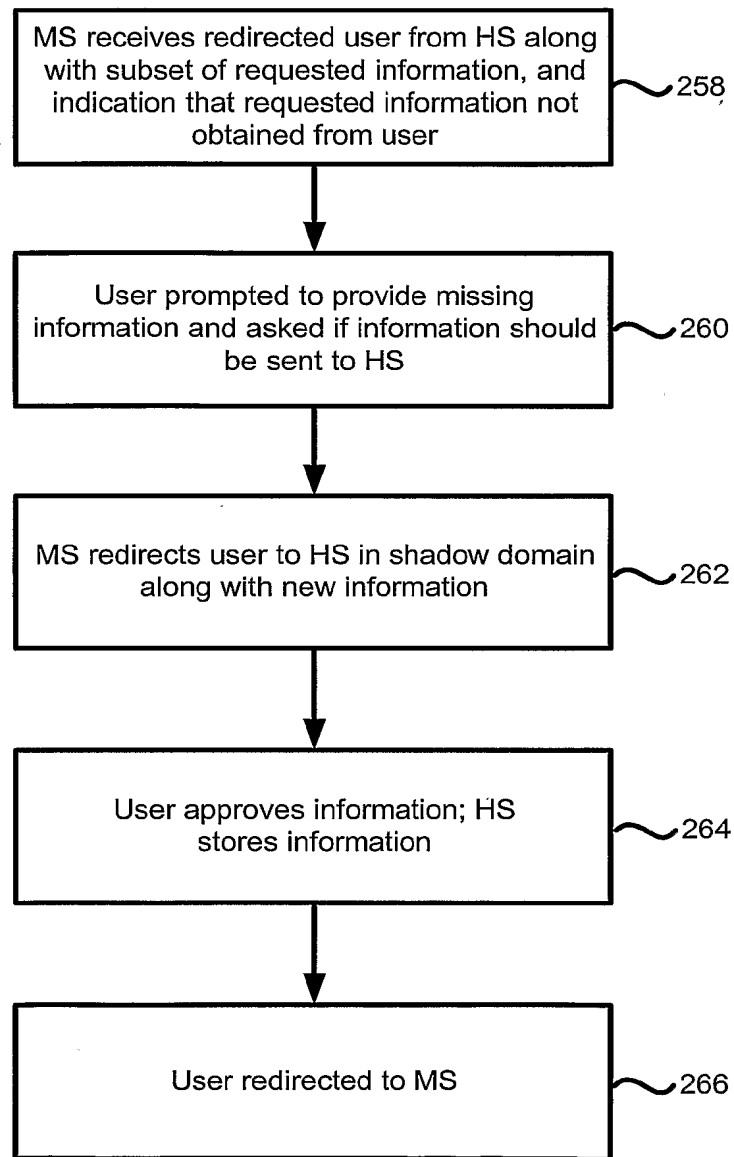 MS receives redirected user from HS along
with subset of requested information, and
indication that requested information not
obtained from user
258
User prompted to provide missing
information and asked if information should
be sent to HS
260
MS redirects user to HS in shadow domain
along with new information
262
User approves information; HS
stores information
264
User redirected to MS
266